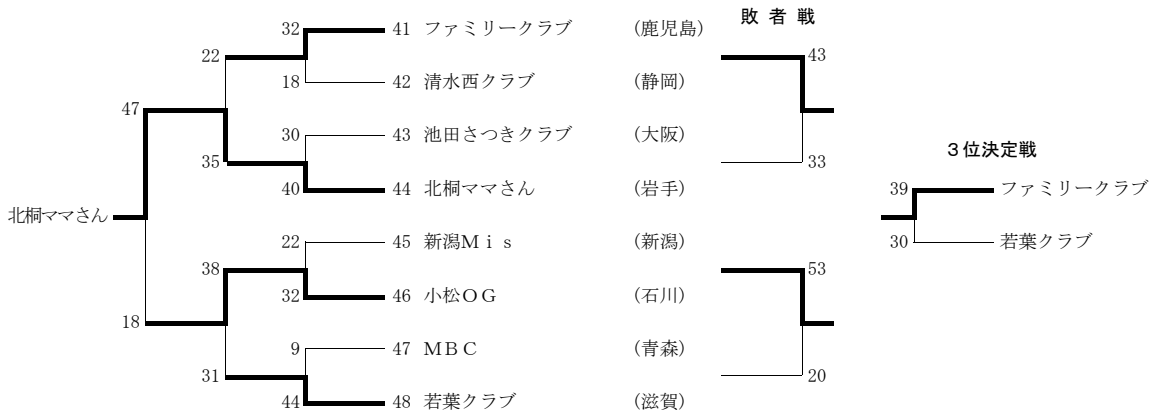 敗 者 戦
32 41 ファミリークラブ (鹿児島)
22 43
18 42 清水西クラブ (静岡)
47
30 43 池田さつきクラブ (大阪)
35 33
3位決定戦
40 44 北桐ママさん (岩手)
39 ファミリークラブ
北桐ママさん
22 45 新潟Mis (新潟)
30 若葉クラブ
38 53
32 46 小松OG (石川)
18
9 47 MBC (青森)
31 20
44 48 若葉クラブ (滋賀)